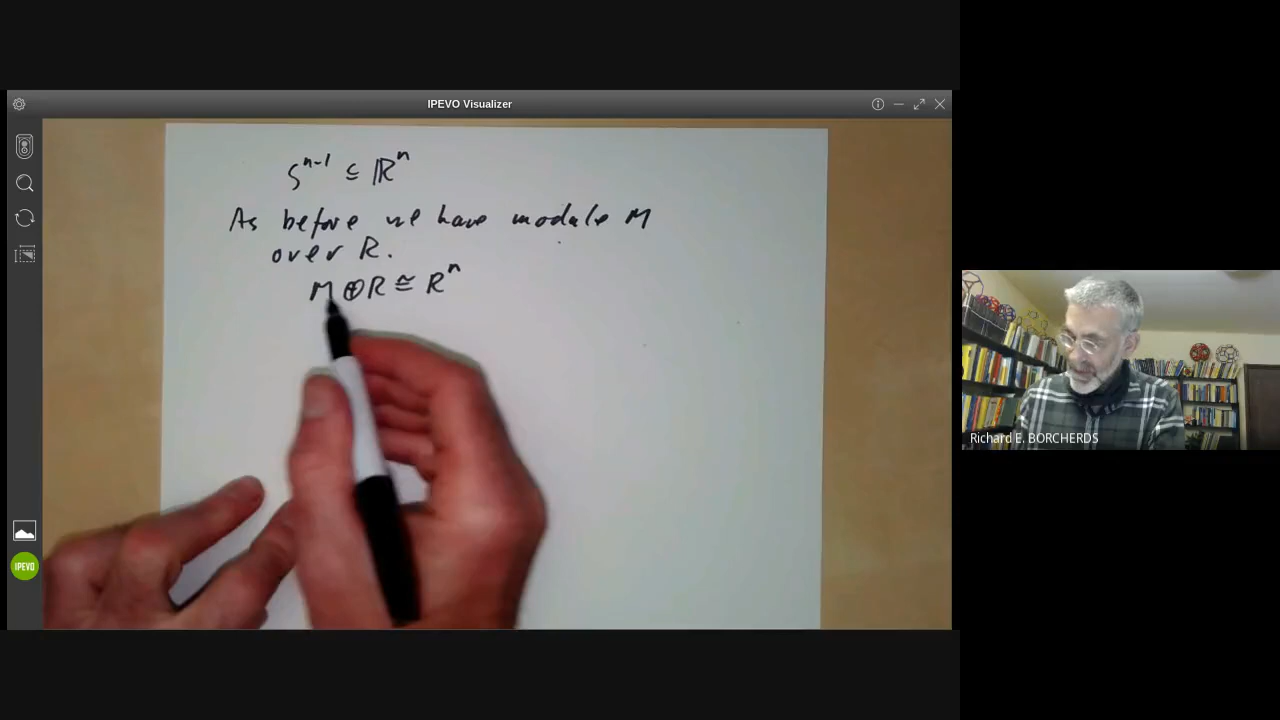 IPEVO Visualizer
S^{n-1} ⊆ ℝ^n
As before we have module M
over R.
M ⊕ R ≅ R^n
Richard E. BORCHERDS
IPEVO